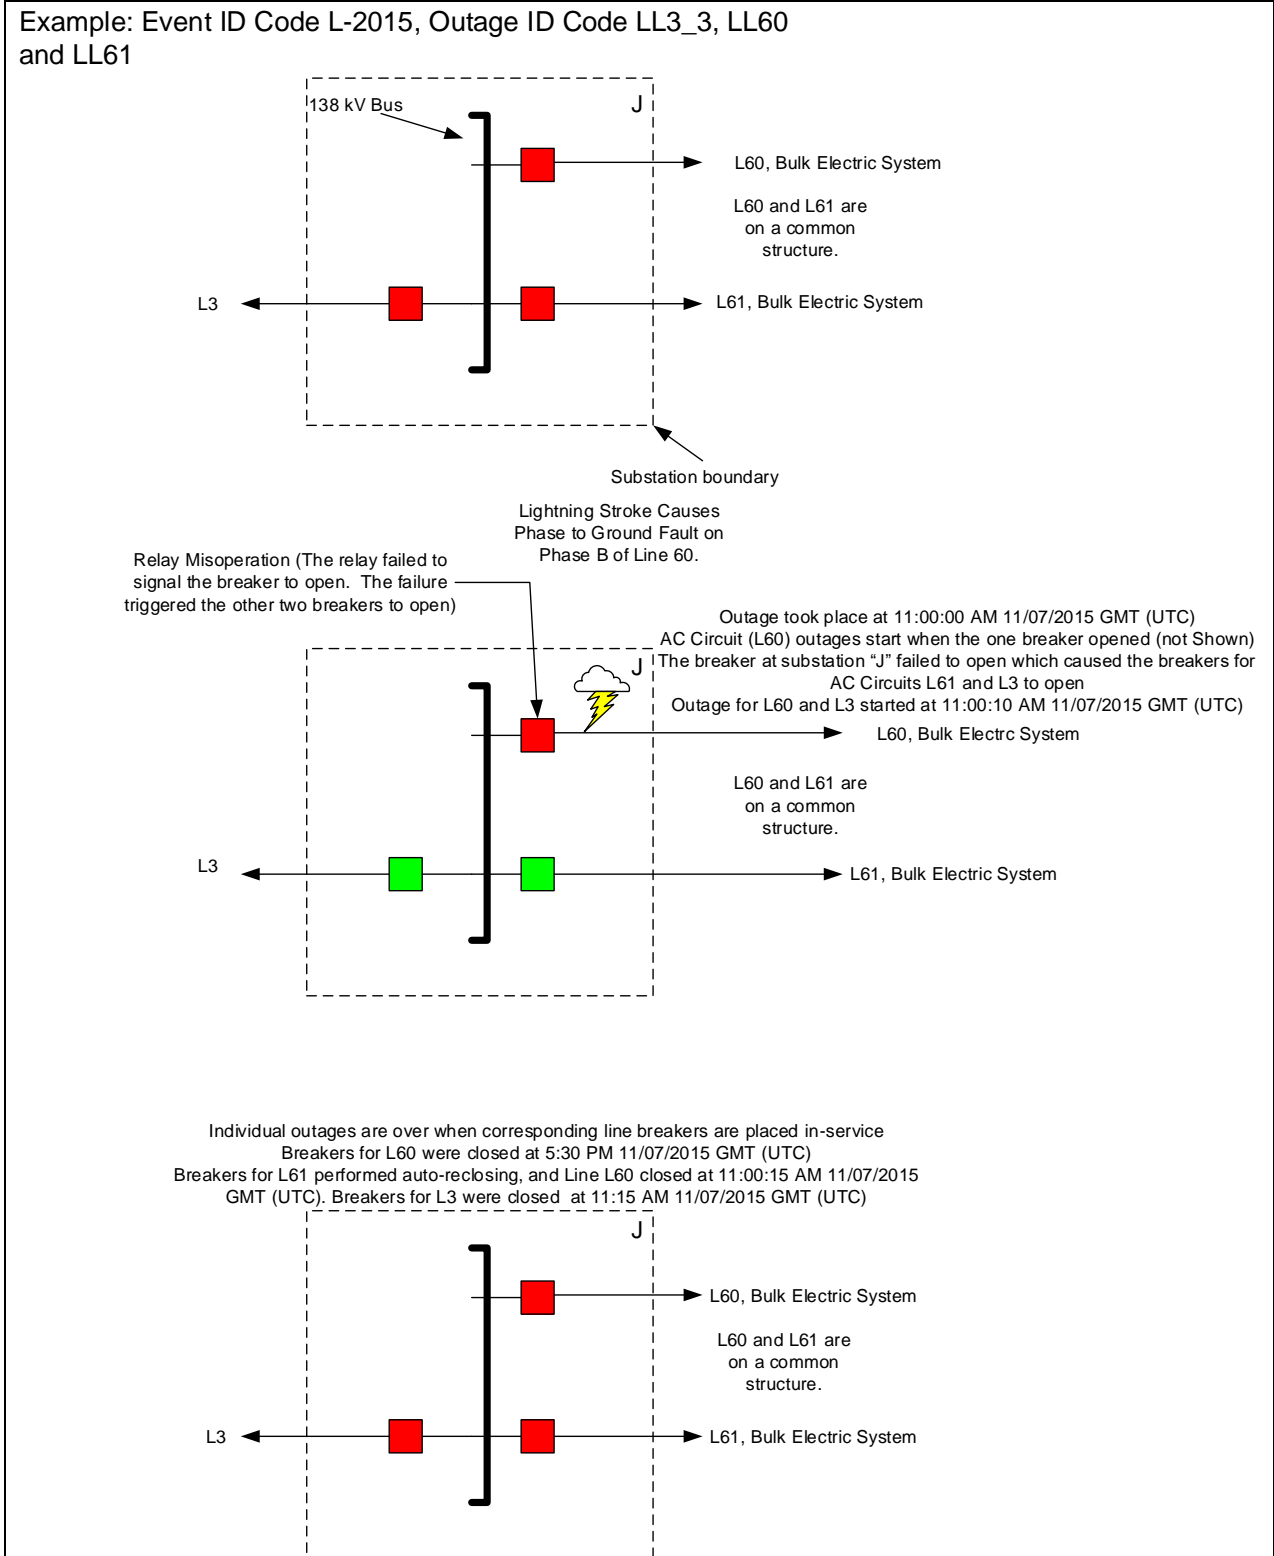 Example: Event ID Code L-2015, Outage ID Code LL3_3, LL60
and LL61
138 kV Bus
J
L60, Bulk Electric System
L60 and L61 are
on a common
structure.
L3
L61, Bulk Electric System
Substation boundary
Lightning Stroke Causes
Phase to Ground Fault on
Phase B of Line 60.
Relay Misoperation (The relay failed to
signal the breaker to open. The failure
triggered the other two breakers to open)
Outage took place at 11:00:00 AM 11/07/2015 GMT (UTC)
AC Circuit (L60) outages start when the one breaker opened (not Shown)
The breaker at substation “J” failed to open which caused the breakers for
AC Circuits L61 and L3 to open
Outage for L60 and L3 started at 11:00:10 AM 11/07/2015 GMT (UTC)
J
L60, Bulk Electrc System
L60 and L61 are
on a common
structure.
L3
L61, Bulk Electric System
Individual outages are over when corresponding line breakers are placed in-service
Breakers for L60 were closed at 5:30 PM 11/07/2015 GMT (UTC)
Breakers for L61 performed auto-reclosing, and Line L60 closed at 11:00:15 AM 11/07/2015
GMT (UTC). Breakers for L3 were closed at 11:15 AM 11/07/2015 GMT (UTC)
J
L60, Bulk Electric System
L60 and L61 are
on a common
structure.
L3
L61, Bulk Electric System